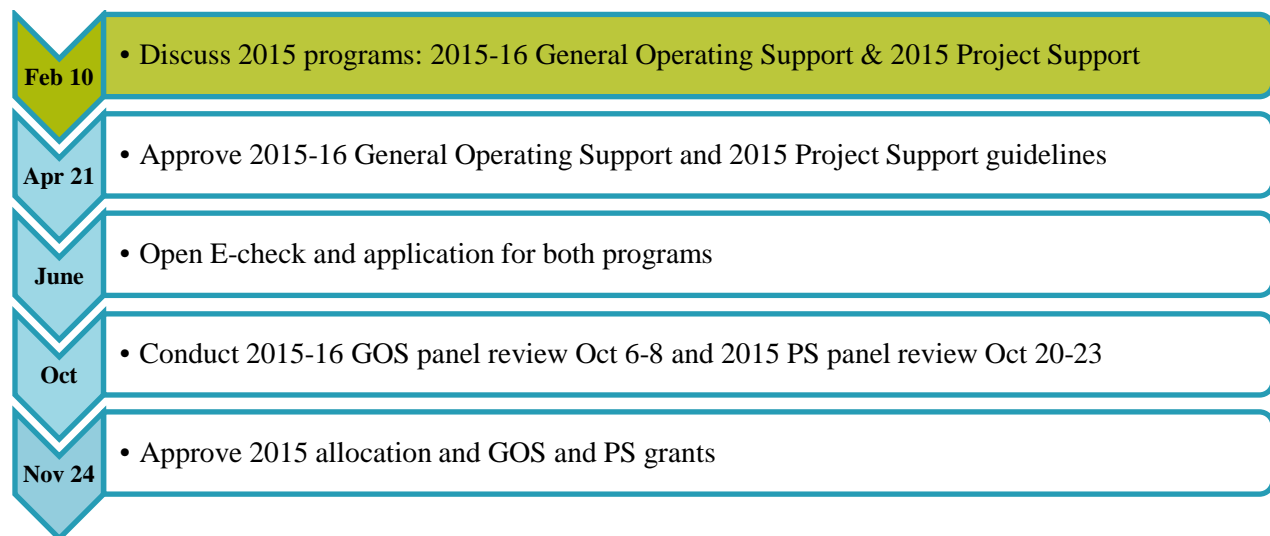 Feb 10
• Discuss 2015 programs: 2015-16 General Operating Support & 2015 Project Support
Apr 21
• Approve 2015-16 General Operating Support and 2015 Project Support guidelines
June
• Open E-check and application for both programs
Oct
• Conduct 2015-16 GOS panel review Oct 6-8 and 2015 PS panel review Oct 20-23
Nov 24
• Approve 2015 allocation and GOS and PS grants